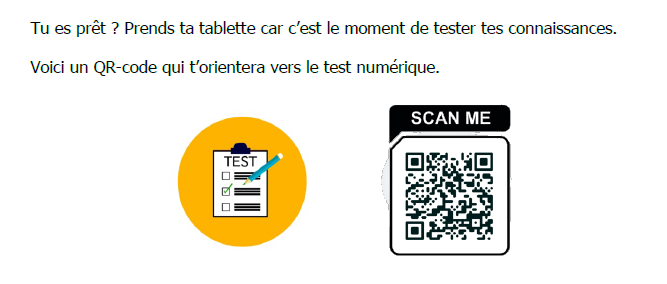 Tu es prêt ? Prends ta tablette car c’est le moment de tester tes connaissances.
Voici un QR-code qui t’orientera vers le test numérique.
SCAN ME
TEST